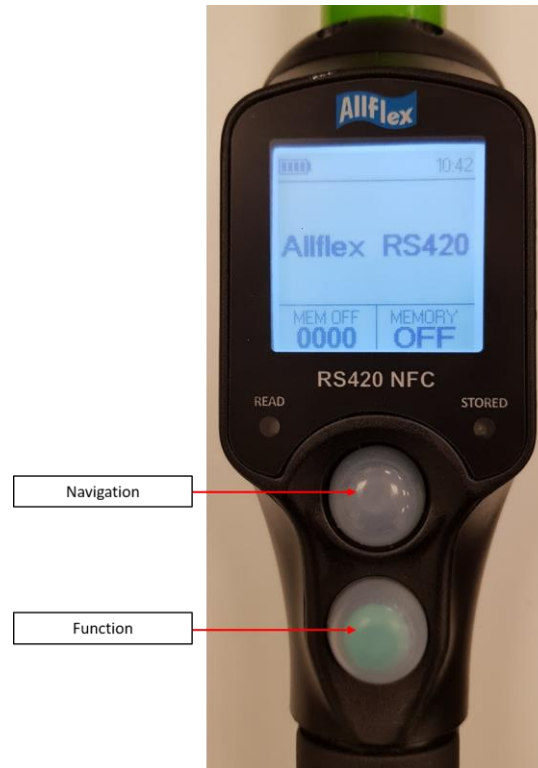 Allflex
10:42
Allflex RS420
MEM OFF
MEMORY
0000
OFF
RS420 NFC
READ
STORED
Navigation
Function